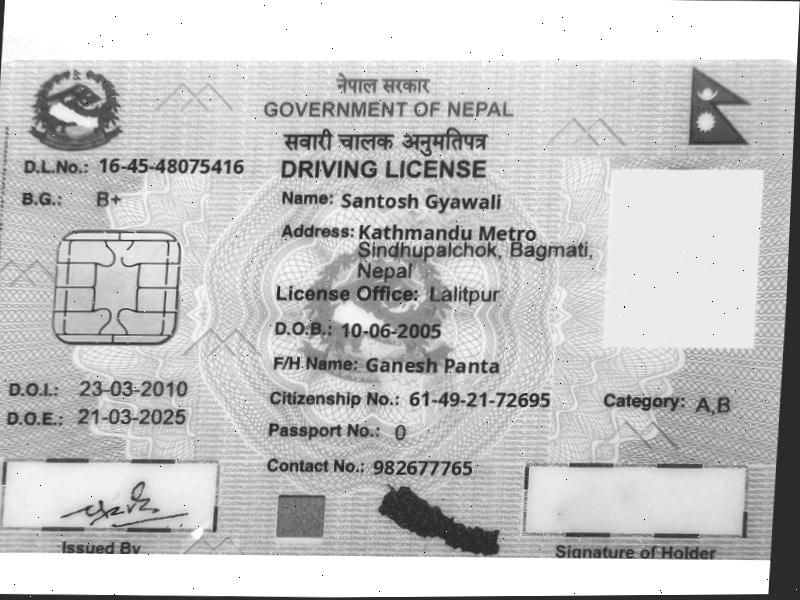 नेपाल सरकार
GOVERNMENT OF NEPAL
सवारी चालक अनुमतिपत्र
DRIVING LICENSE
D.L.No.: 16-45-48075416
B.G.: B+
Name: Santosh Gyawali
Address: Kathmandu Metro
Sindhupalchok, Bagmati,
Nepal
License Office: Lalitpur
D.O.B.: 10-06-2005
F/H Name: Ganesh Panta
D.O.I.: 23-03-2010
Citizenship No.: 61-49-21-72695
Category: A,B
D.O.E.: 21-03-2025
Passport No.: 0
Contact No.: 982677765
Issued By
Signature of Holder